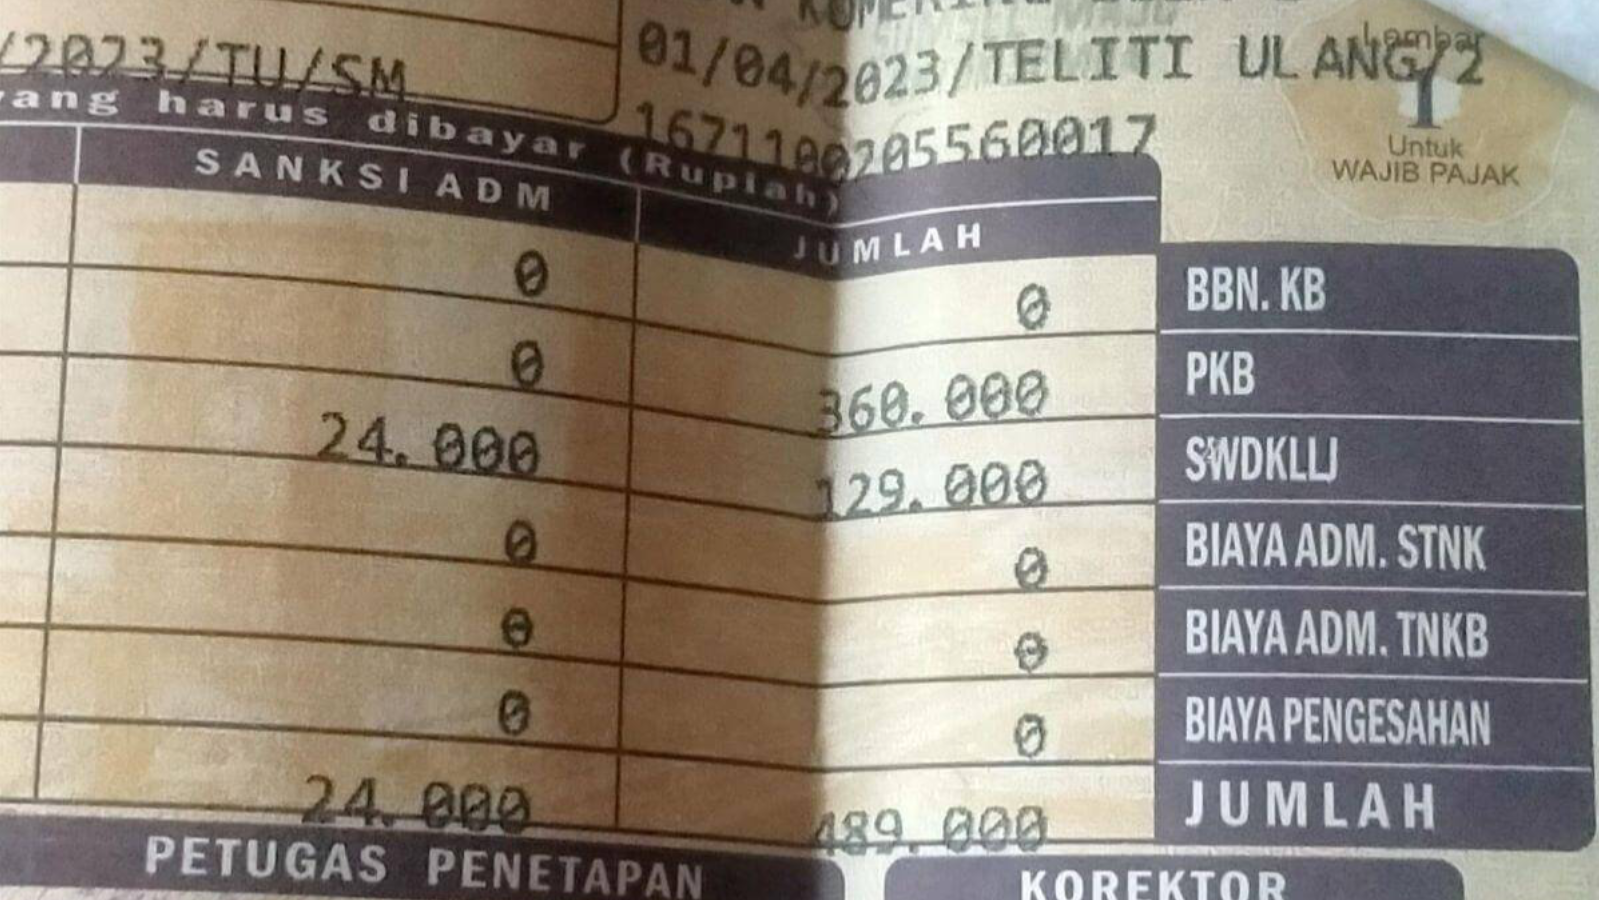 KOMERING
/2023/TU/SM
01/04/2023/TELITI ULANG/2
Lembar
1671100205560017
Untuk
WAJIB PAJAK
yang harus dibayar (Rupiah)
SANKSI ADM JUMLAH
0 0 BBN. KB
0 360.000 PKB
24.000 129.000 SWDKLLJ
0 0 BIAYA ADM. STNK
0 0 BIAYA ADM. TNKB
0 0 BIAYA PENGESAHAN
24.000 489.000 JUMLAH
PETUGAS PENETAPAN KOREKTOR